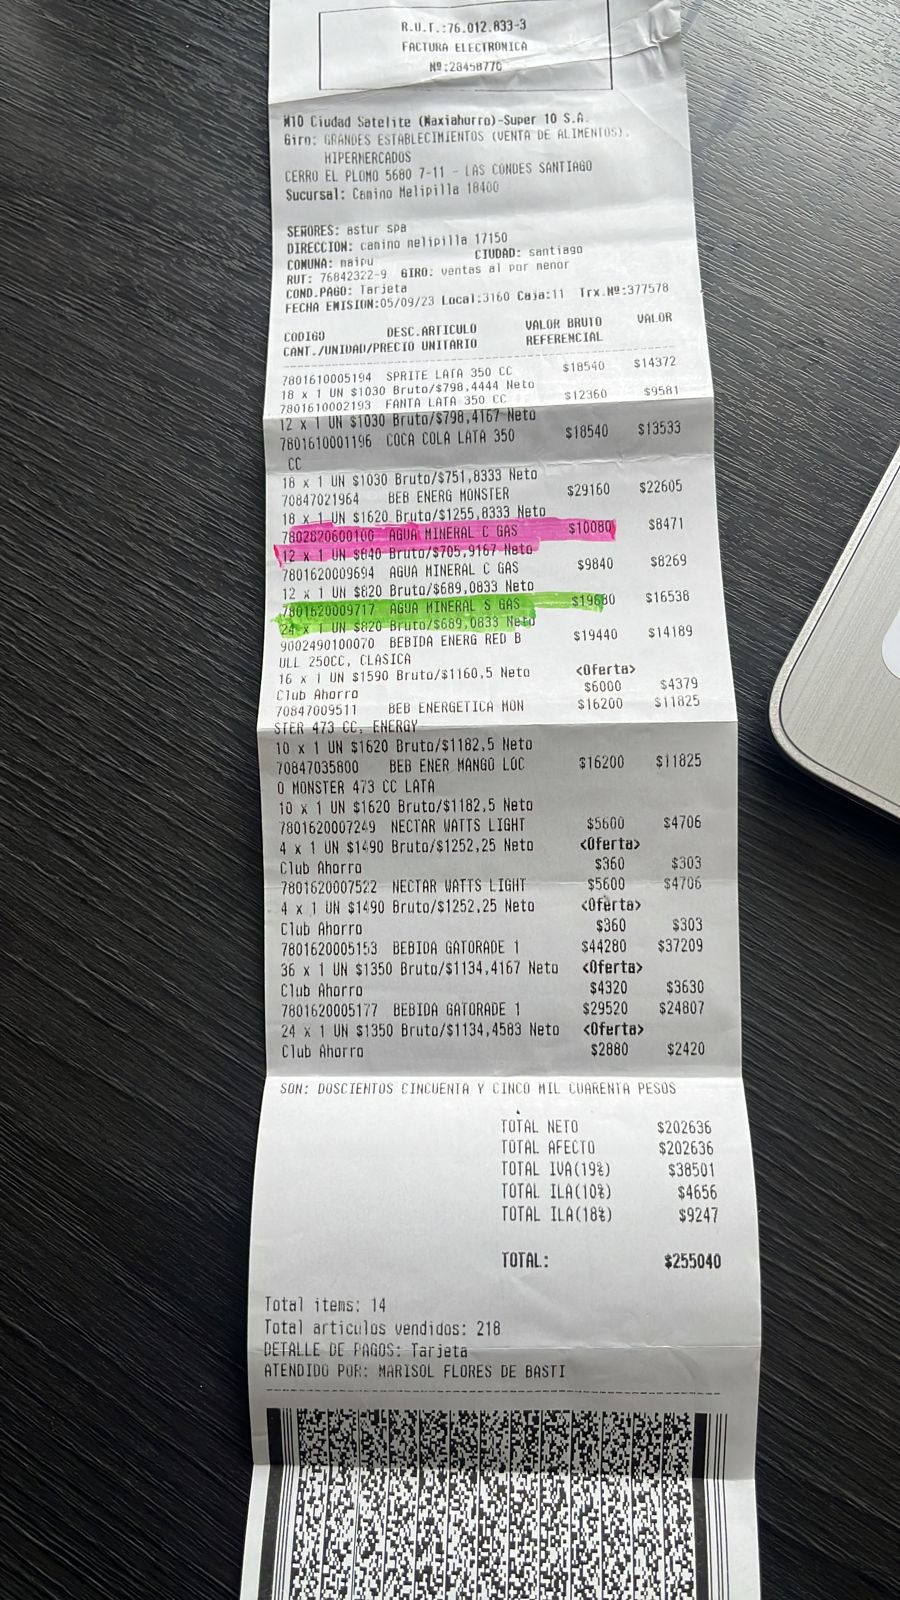 R.U.T.:76.012.833-3
FACTURA ELECTRONICA
Nº:28458770
M10 Ciudad Satelite (Maxiahorro)-Super 10 S.A.
Giro: GRANDES ESTABLECIMIENTOS (VENTA DE ALIMENTOS),
HIPERMERCADOS
CERRO EL PLOMO 5680 7-11 - LAS CONDES SANTIAGO
Sucursal: Camino Melipilla 18400
SEÑORES: astur spa
DIRECCION: camino melipilla 17150
COMUNA: maipu CIUDAD: santiago
RUT: 76842322-9 GIRO: ventas al por menor
COND.PAGO: Tarjeta
FECHA EMISION:05/09/23 Local:3160 Caja:11 Trx.Nº:377578
CODIGO DESC.ARTICULO VALOR BRUTO VALOR
CANT./UNIDAD/PRECIO UNITARIO REFERENCIAL
7801610005194 SPRITE LATA 350 CC $18540 $14372
18 x 1 UN $1030 Bruto/$798,4444 Neto
7801610002193 FANTA LATA 350 CC $12360 $9581
12 x 1 UN $1030 Bruto/$798,4167 Neto
7801610001196 COCA COLA LATA 350 $18540 $13533
CC
18 x 1 UN $1030 Bruto/$751,8333 Neto
70847021964 BEB ENERG MONSTER $29160 $22605
18 x 1 UN $1620 Bruto/$1255,8333 Neto
7802820600100 AGUA MINERAL C GAS $10080 $8471
12 x 1 UN $840 Bruto/$705,9167 Neto
7801620009694 AGUA MINERAL C GAS $9840 $8269
12 x 1 UN $820 Bruto/$689,0833 Neto
7801620009717 AGUA MINERAL S GAS $19680 $16538
24 x 1 UN $820 Bruto/$689,0833 Neto
9002490100070 BEBIDA ENERG RED B $19440 $14189
ULL 250CC, CLASICA
16 x 1 UN $1590 Bruto/$1160,5 Neto <Oferta>
Club Ahorro $6000 $4379
70847009511 BEB ENERGETICA MON $16200 $11825
STER 473 CC, ENERGY
10 x 1 UN $1620 Bruto/$1182,5 Neto
70847035800 BEB ENER MANGO LOC $16200 $11825
O MONSTER 473 CC LATA
10 x 1 UN $1620 Bruto/$1182,5 Neto
7801620007249 NECTAR WATTS LIGHT $5600 $4706
4 x 1 UN $1490 Bruto/$1252,25 Neto <Oferta>
Club Ahorro $360 $303
7801620007522 NECTAR WATTS LIGHT $5600 $4706
4 x 1 UN $1490 Bruto/$1252,25 Neto <Oferta>
Club Ahorro $360 $303
7801620005153 BEBIDA GATORADE 1 $44280 $37209
36 x 1 UN $1350 Bruto/$1134,4167 Neto <Oferta>
Club Ahorro $4320 $3630
7801620005177 BEBIDA GATORADE 1 $29520 $24807
24 x 1 UN $1350 Bruto/$1134,4583 Neto <Oferta>
Club Ahorro $2880 $2420
SON: DOSCIENTOS CINCUENTA Y CINCO MIL CUARENTA PESOS
TOTAL NETO $202636
TOTAL AFECTO $202636
TOTAL IVA(19%) $38501
TOTAL ILA(10%) $4656
TOTAL ILA(18%) $9247
TOTAL: $255040
Total items: 14
Total articulos vendidos: 218
DETALLE DE PAGOS: Tarjeta
ATENDIDO POR: MARISOL FLORES DE BASTI